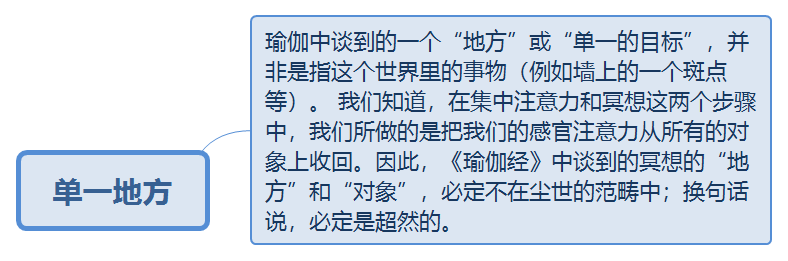 瑜伽中谈到的一个“地方”或“单一的目标”，并
非是指这个世界里的事物（例如墙上的一个斑点
等）。 我们知道，在集中注意力和冥想这两个步骤
中，我们所做的是把我们的感官注意力从所有的对
象上收回。因此，《瑜伽经》中谈到的冥想的“地
方”和“对象”，必定不在尘世的范畴中；换句话
说，必定是超然的。
单一地方